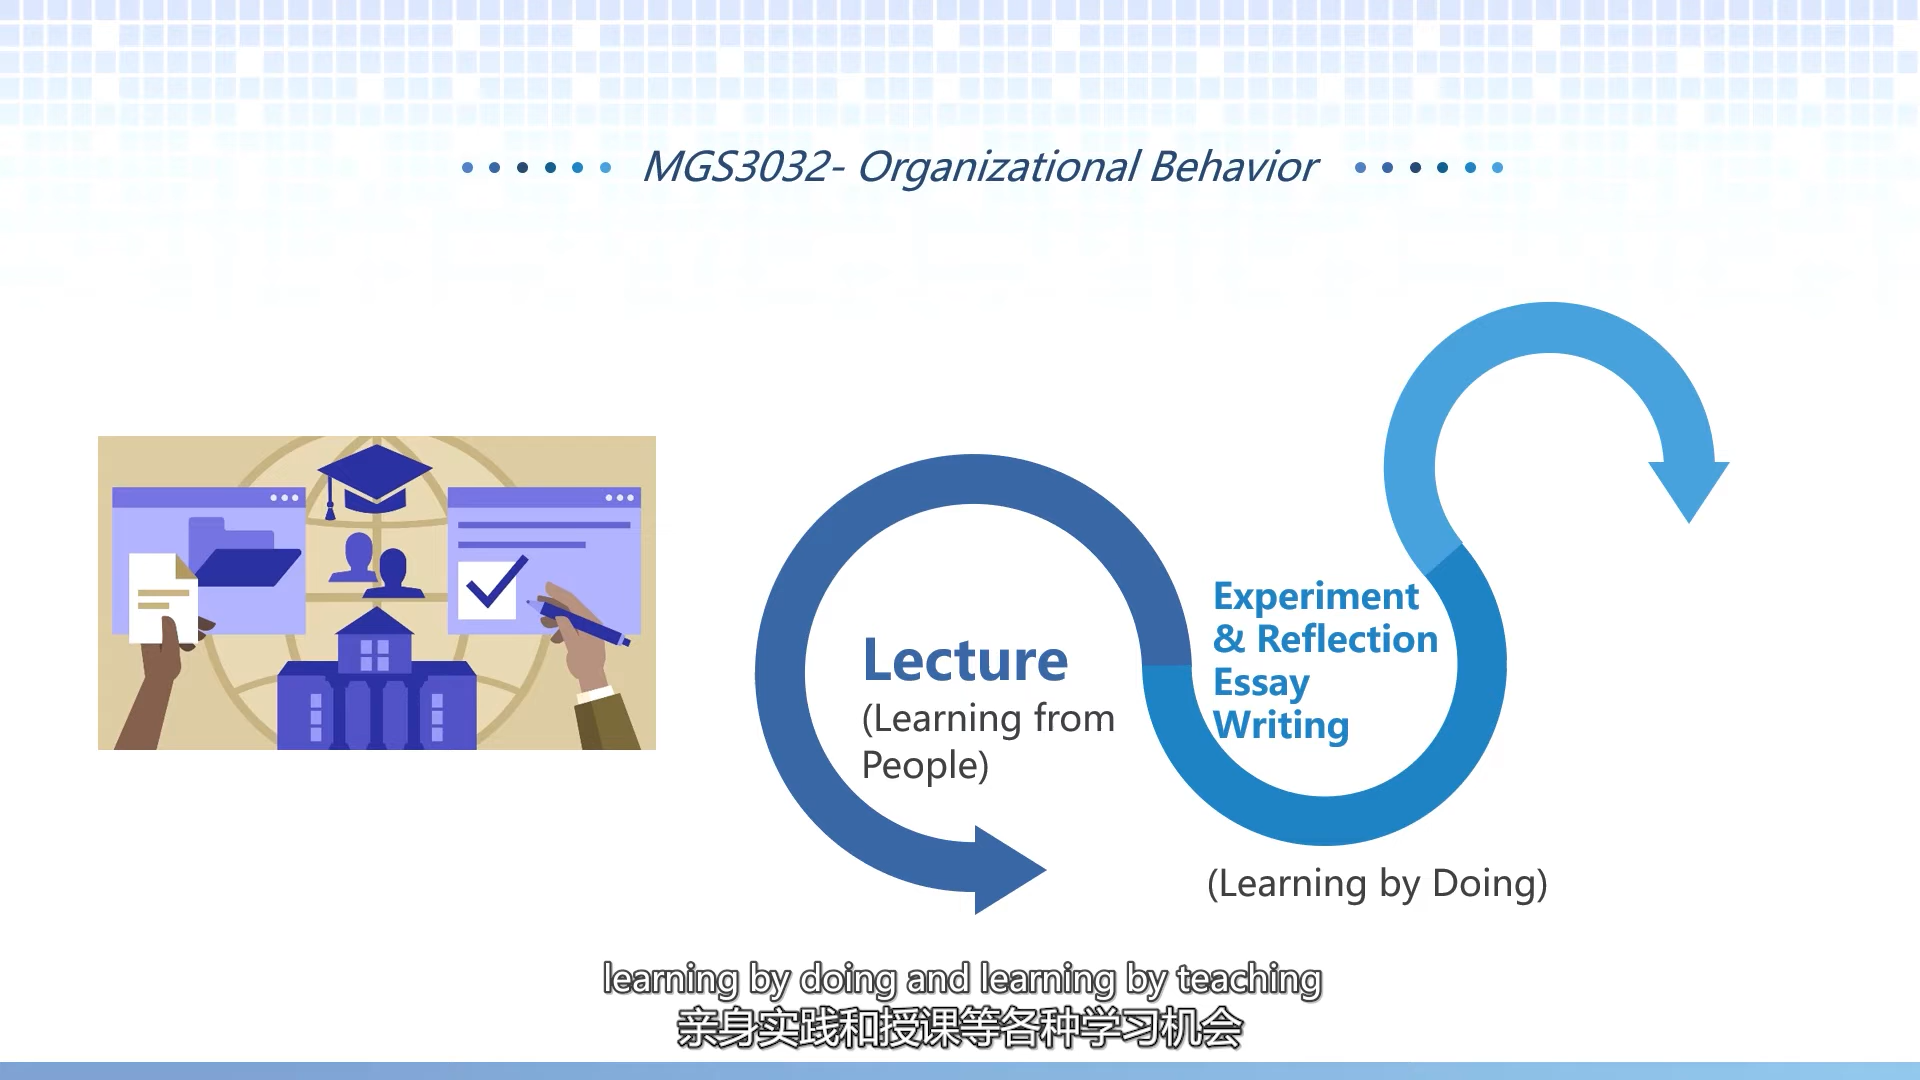 MGS3032- Organizational Behavior
Lecture
(Learning from
People)
Experiment
& Reflection
Essay
Writing
(Learning by Doing)
learning by doing and learning by teaching
亲身实践和授课等各种学习机会